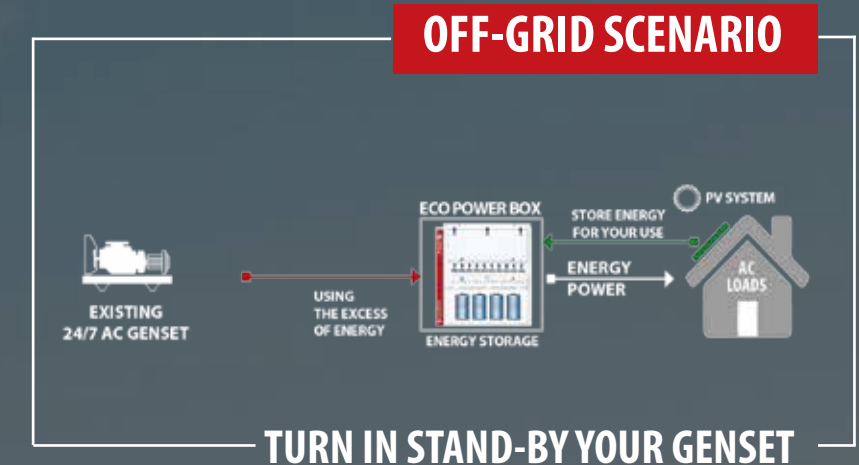 OFF-GRID SCENARIO
PV SYSTEM
ECO POWER BOX
STORE ENERGY
FOR YOUR USE
ENERGY
POWER
AC
LOADS
USING
THE EXCESS
OF ENERGY
EXISTING
24/7 AC GENSET
ENERGY STORAGE
TURN IN STAND-BY YOUR GENSET